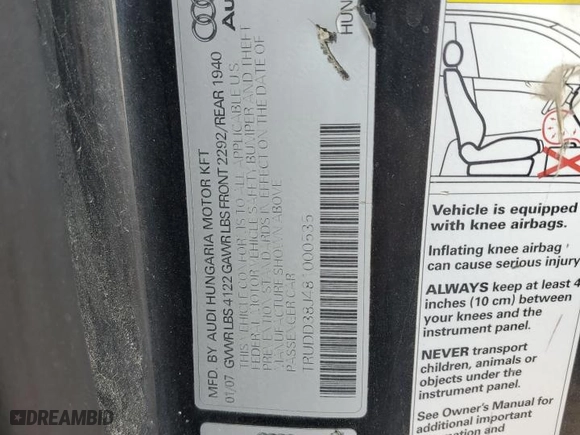 Au
HUN
MFD. BY AUDI HUNGARIA MOTOR KFT
01/07 GVWR LBS 4122 GAWR LBS FRONT 2292/REAR 1940
THIS VEHICLE CONFORMS TO ALL APPLICABLE U.S.
FEDERAL MOTOR VEHICLE SAFETY, BUMPER AND THEFT
PREVENTION STANDARDS IN EFFECT ON THE DATE OF
MANUFACTURE SHOWN ABOVE
PASSENGER CAR
TRUDD38J481000535
Vehicle is equipped
with knee airbags.
Inflating knee airbag
can cause serious injury
ALWAYS keep at least 4
inches (10 cm) between
your knees and the
instrument panel.
NEVER transport
children, animals or
objects under the
instrument panel.
See Owner's Manual for
additional important
DREAMBID